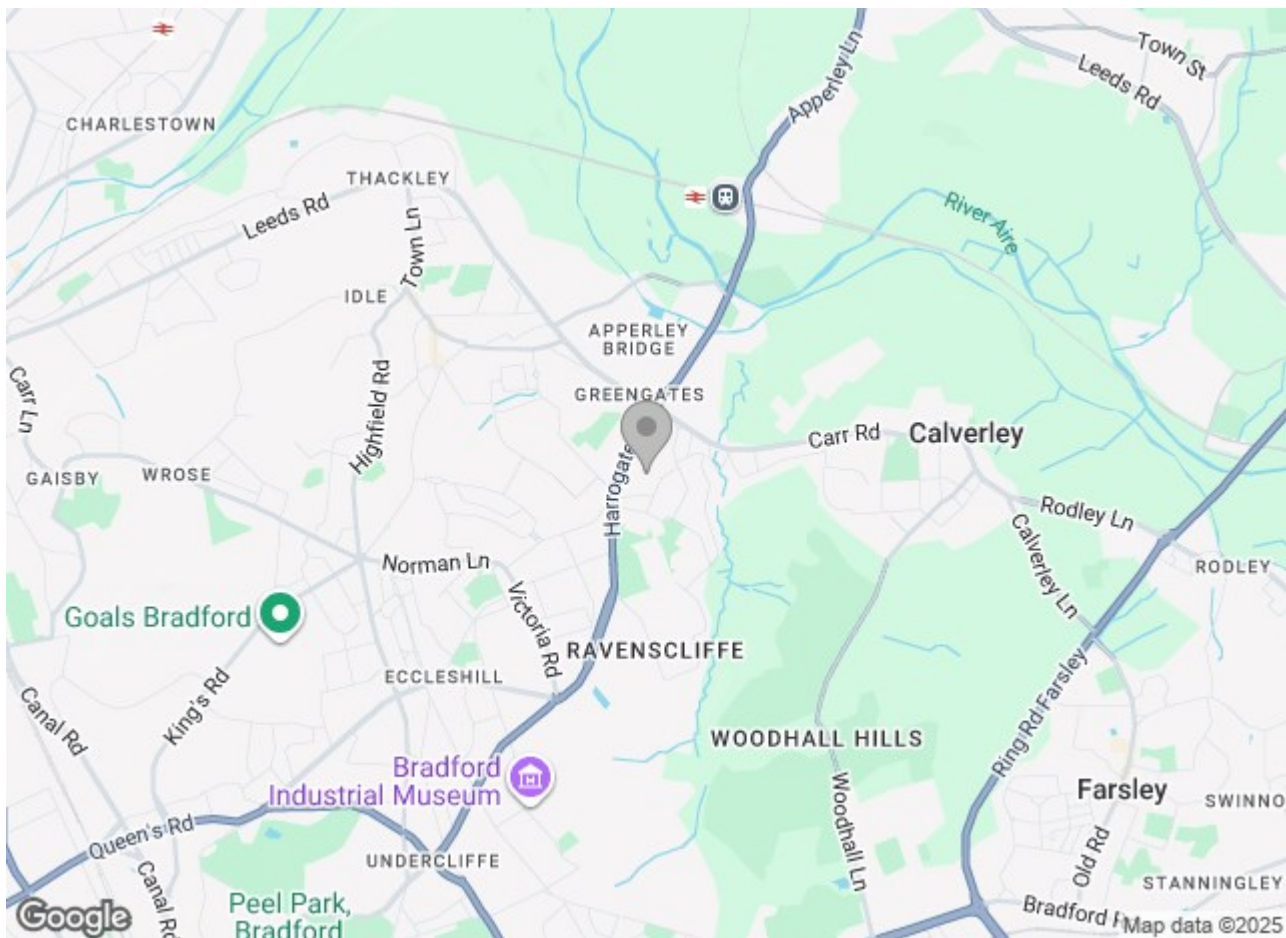 Town St
Leeds Rd
Apperley Ln
CHARLESTOWN
THACKLEY
Leeds Rd
Town Ln
River Aire
IDLE
APPERLEY
BRIDGE
Carr Ln
Highfield Rd
GREENGATES
Carr Rd
Calverley
Harrogate
GAISBY
WROSE
Rodley Ln
Calverley Ln
RODLEY
Norman Ln
Victoria Rd
Goals Bradford
RAVENSCLIFFE
ECCLESHILL
King's Rd
Canal Rd
Ring Rd Farsley
WOODHALL HILLS
Bradford
Industrial Museum
Woodhall Ln
Farsley
SWINNO
Old Rd
Queen's Rd
UNDERCLIFFE
Canal Rd
STANNINGLEY
Peel Park,
Bradford
Bradford
Google
Map data ©2025